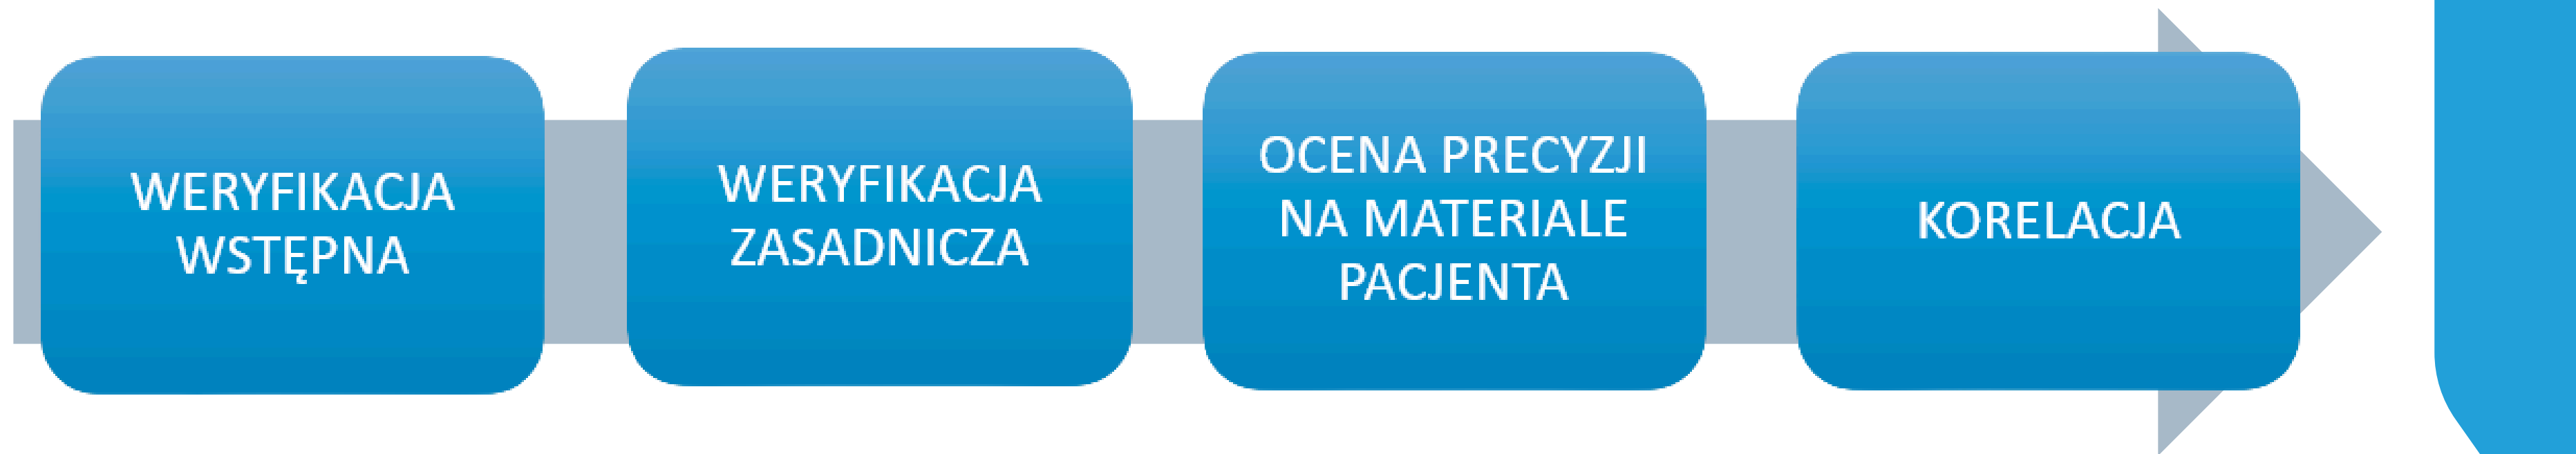 WERYFIKACJA
WSTĘPNA
WERYFIKACJA
ZASADNICZA
OCENA PRECYZJI
NA MATERIALE
PACJENTA
KORELACJA